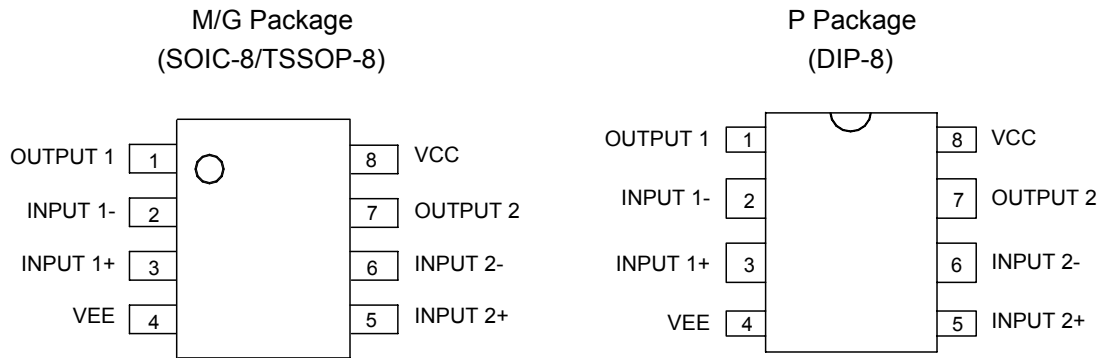 M/G Package
(SOIC-8/TSSOP-8)
OUTPUT 1 1
INPUT 1- 2
INPUT 1+ 3
VEE 4
8 VCC
7 OUTPUT 2
6 INPUT 2-
5 INPUT 2+
P Package
(DIP-8)
OUTPUT 1 1
INPUT 1- 2
INPUT 1+ 3
VEE 4
8 VCC
7 OUTPUT 2
6 INPUT 2-
5 INPUT 2+